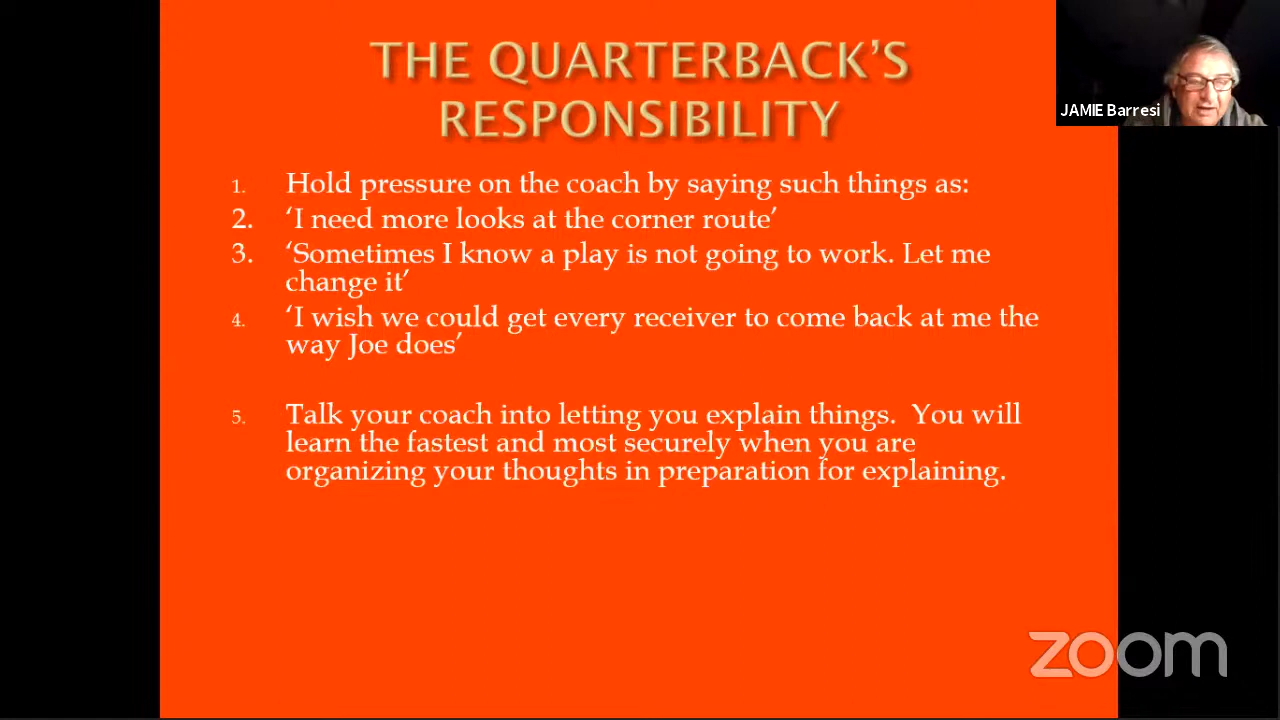 THE QUARTERBACK’S
RESPONSIBILITY
JAMIE Barresi
1. Hold pressure on the coach by saying such things as:
2. ‘I need more looks at the corner route’
3. ‘Sometimes I know a play is not going to work. Let me
change it’
4. ‘I wish we could get every receiver to come back at me the
way Joe does’
5. Talk your coach into letting you explain things.  You will
learn the fastest and most securely when you are
organizing your thoughts in preparation for explaining.
zoom